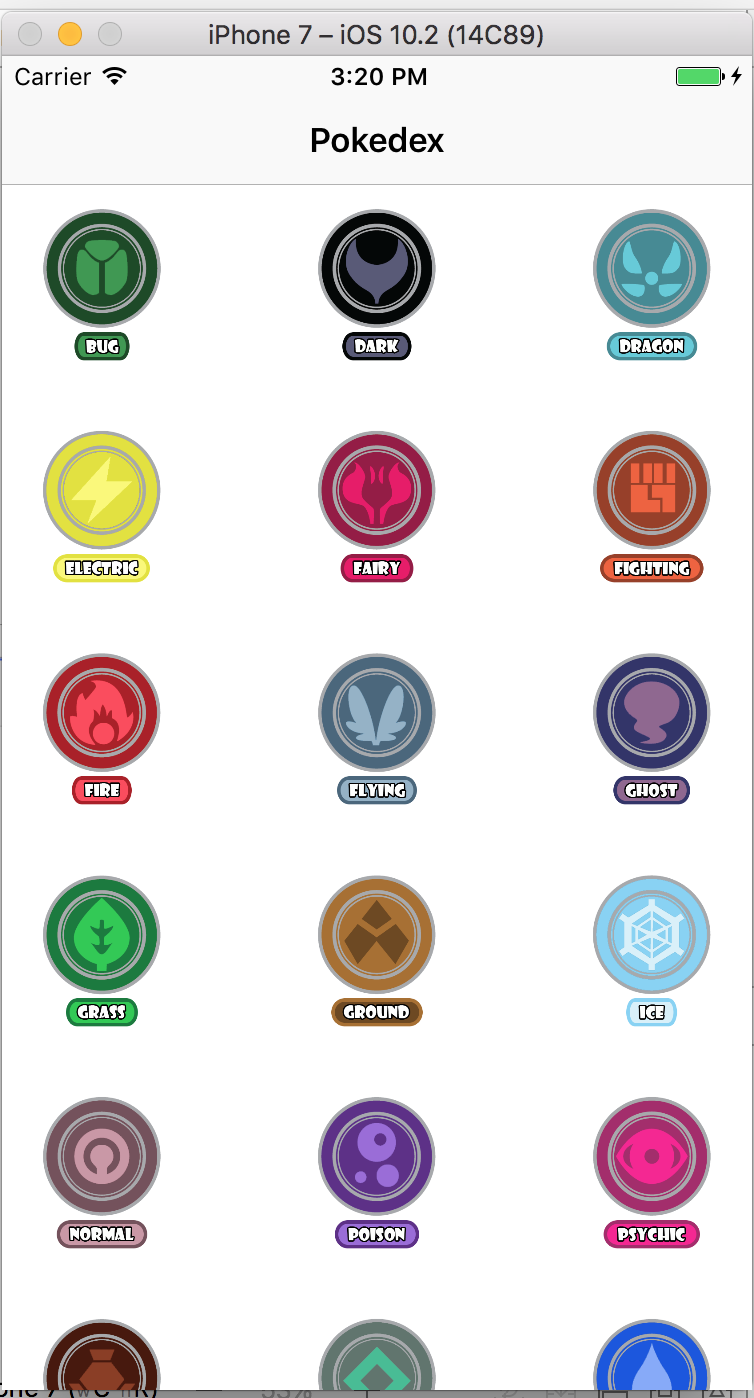 iPhone 7 – iOS 10.2 (14C89)
Carrier 3:20 PM
Pokedex
BUG DARK DRAGON
ELECTRIC FAIRY FIGHTING
FIRE FLYING GHOST
GRASS GROUND ICE
NORMAL POISON PSYCHIC